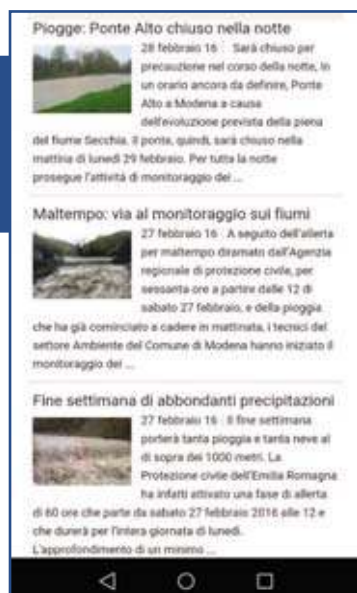 Piogge: Ponte Alto chiuso nella notte
28 febbraio 16 Sarà chiuso per
precauzione nel corso della notte, in
un orario ancora da definire, Ponte
Alto a Modena a causa
dell'evoluzione prevista della piena
del fiume Secchia. Il ponte, quindi, sarà chiuso nella
mattina di lunedì 29 febbraio. Per tutta la notte
prosegue l'attività di monitoraggio dei ...
Maltempo: via al monitoraggio sui fiumi
27 febbraio 16 A seguito dell'allerta
per maltempo diramato dall'Agenzia
regionale di protezione civile, per
sessanta ore a partire dalle 12 di
sabato 27 febbraio, e della pioggia
che ha già cominciato a cadere in mattinata, i tecnici del
settore Ambiente del Comune di Modena hanno iniziato il
monitoraggio dei ...
Fine settimana di abbondanti precipitazioni
27 febbraio 16 Il fine settimana
porterà tanta pioggia e tanta neve al
di sopra dei 1000 metri. La
Protezione civile dell'Emilia Romagna
ha infatti attivato una fase di allerta
di 60 ore che parte da sabato 27 febbraio 2016 alle 12 e
che durerà per l'intera giornata di lunedì.
L'approfondimento di un minimo ...